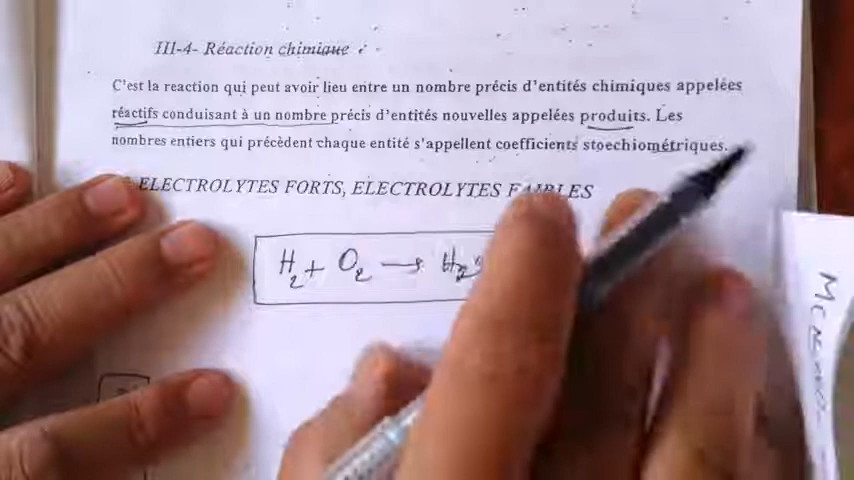 III-4- Réaction chimique :
C'est la reaction qui peut avoir lieu entre un nombre précis d'entités chimiques appelées
réactifs conduisant à un nombre précis d'entités nouvelles appelées produits. Les
nombres entiers qui précèdent chaque entité s'appellent coefficients stoechiométriques.
ELECTROLYTES FORTS, ELECTROLYTES FAIBLES
H₂ + O₂ → H₂